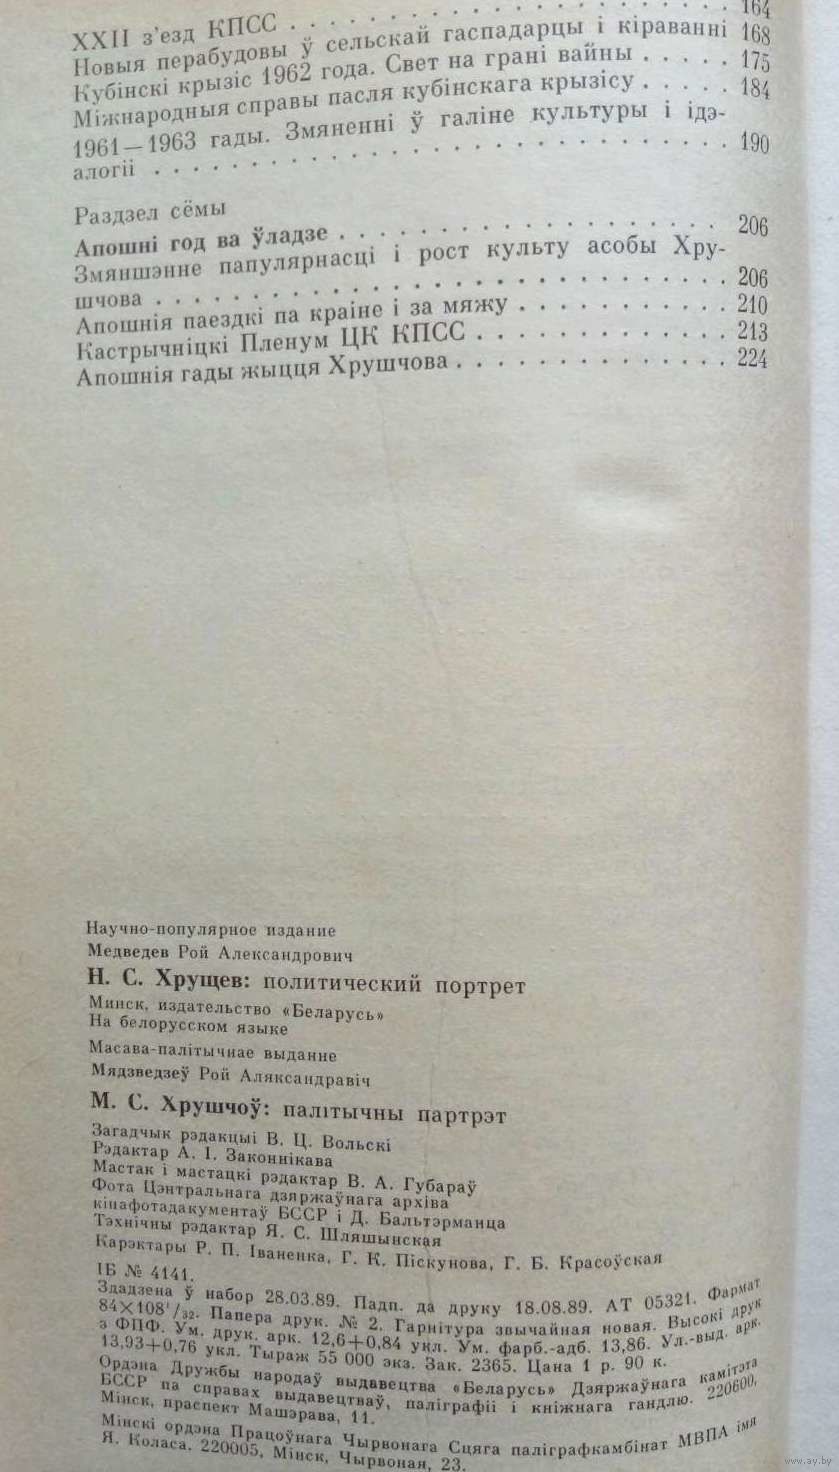 XXII з'езд КПСС . . . . . . . . . . . . . . . . . . . 164
Новыя перабудовы ў сельскай гаспадарцы і кіраванні 168
Кубінскі крызіс 1962 года. Свет на грані вайны . . . . . 175
Міжнародныя справы пасля кубінскага крызісу . . . . . 184
1961—1963 гады. Змяненні ў галіне культуры і ідэ-
алогіі . . . . . . . . . . . . . . . . . . . . . . 190
Раздзел сёмы
Апошні год ва ўладзе . . . . . . . . . . . . . . . . 206
Змяншэнне папулярнасці і рост культу асобы Хру-
шчова . . . . . . . . . . . . . . . . . . . . . . 206
Апошнія паездкі па краіне і за мяжу . . . . . . . . . . 210
Кастрычніцкі Пленум ЦК КПСС . . . . . . . . . . . . 213
Апошнія гады жыцця Хрушчова . . . . . . . . . . . . . 224
Научно-популярное издание
Медведев Рой Александрович
Н. С. Хрущев: политический портрет
Минск, издательство «Беларусь»
На белорусском языке
Масава-палітычнае выданне
Мядзведзеў Рой Аляксандравіч
М. С. Хрушчоў: палітычны партрэт
Загадчык рэдакцыі В. Ц. Вольскі
Рэдактар А. І. Законнікава
Мастак і мастацкі рэдактар В. А. Губараў
Фота Цэнтральнага дзяржаўнага архіва
кінафотадакументаў БССР і Д. Бальтэрманца
Тэхнічны рэдактар Я. С. Шляшынская
Карэктары Р. П. Іваненка, Г. К. Піскунова, Г. Б. Красоўская
ІБ № 4141.
Здадзена ў набор 28.03.89. Падп. да друку 18.08.89. АТ 05321. Фармат
84×108¹/₃₂. Папера друк. № 2. Гарнітура звычайная новая. Высокі друк
з ФПФ. Ум. друк. арк. 12,6+0,84 укл. Ум. фарб.-адб. 13,86. Ул.-выд. арк.
13,93+0,76 укл. Тыраж 55 000 экз. Зак. 2365. Цана 1 р. 90 к.
Ордэна Дружбы народаў выдавецтва «Беларусь» Дзяржаўнага камітэта
БССР па справах выдавецтваў, паліграфіі і кніжнага гандлю. 220600,
Мінск, праспект Машэрава, 11.
Мінскі ордэна Працоўнага Чырвонага Сцяга паліграфкамбінат МВПА імя
Я. Коласа. 220005, Мінск, Чырвоная, 23.
www.ay.by